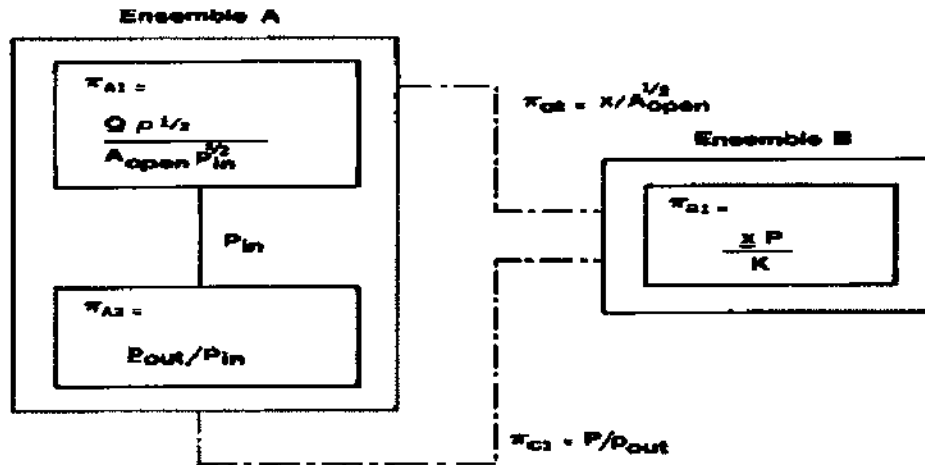 Ensemble A
π_A1 =
Q ρ^1/2
A_open p_in^1/2
p_in
π_A2 =
p_out/p_in
π_C2 = x/A_open^1/2
Ensemble B
π_B1 =
x P
K
π_C1 = P/p_out